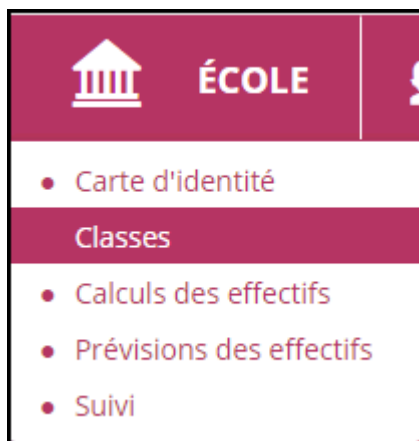 ÉCOLE
Carte d'identité
Classes
Calculs des effectifs
Prévisions des effectifs
Suivi